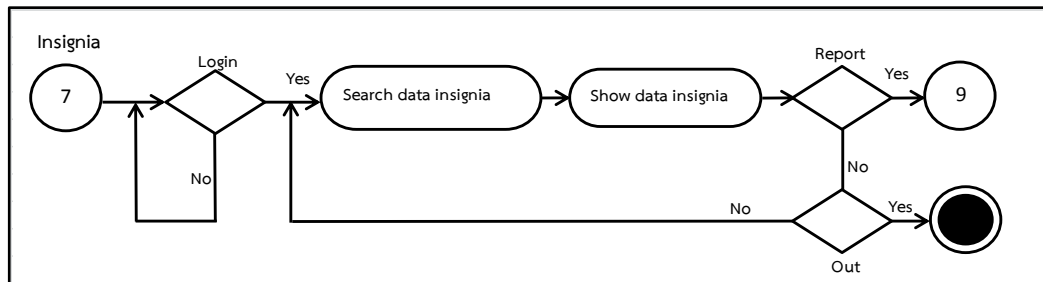 Insignia
7
Login
Yes
No
Search data insignia
Show data insignia
Report
Yes
9
No
No
Yes
Out